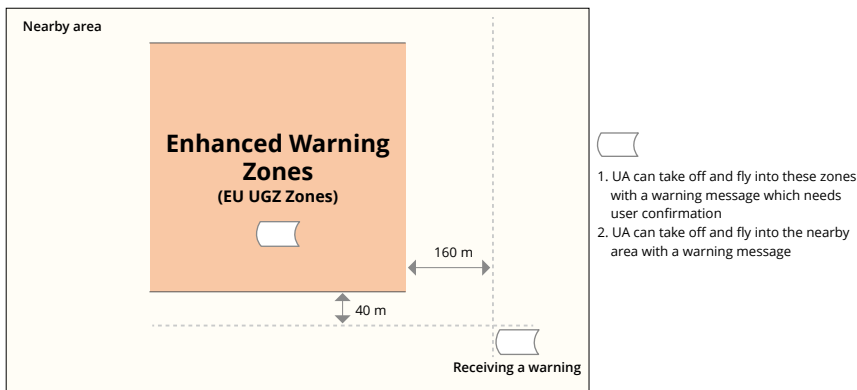 Nearby area
Enhanced Warning
Zones
(EU UGZ Zones)
160 m
40 m
Receiving a warning
1. UA can take off and fly into these zones
with a warning message which needs
user confirmation
2. UA can take off and fly into the nearby
area with a warning message